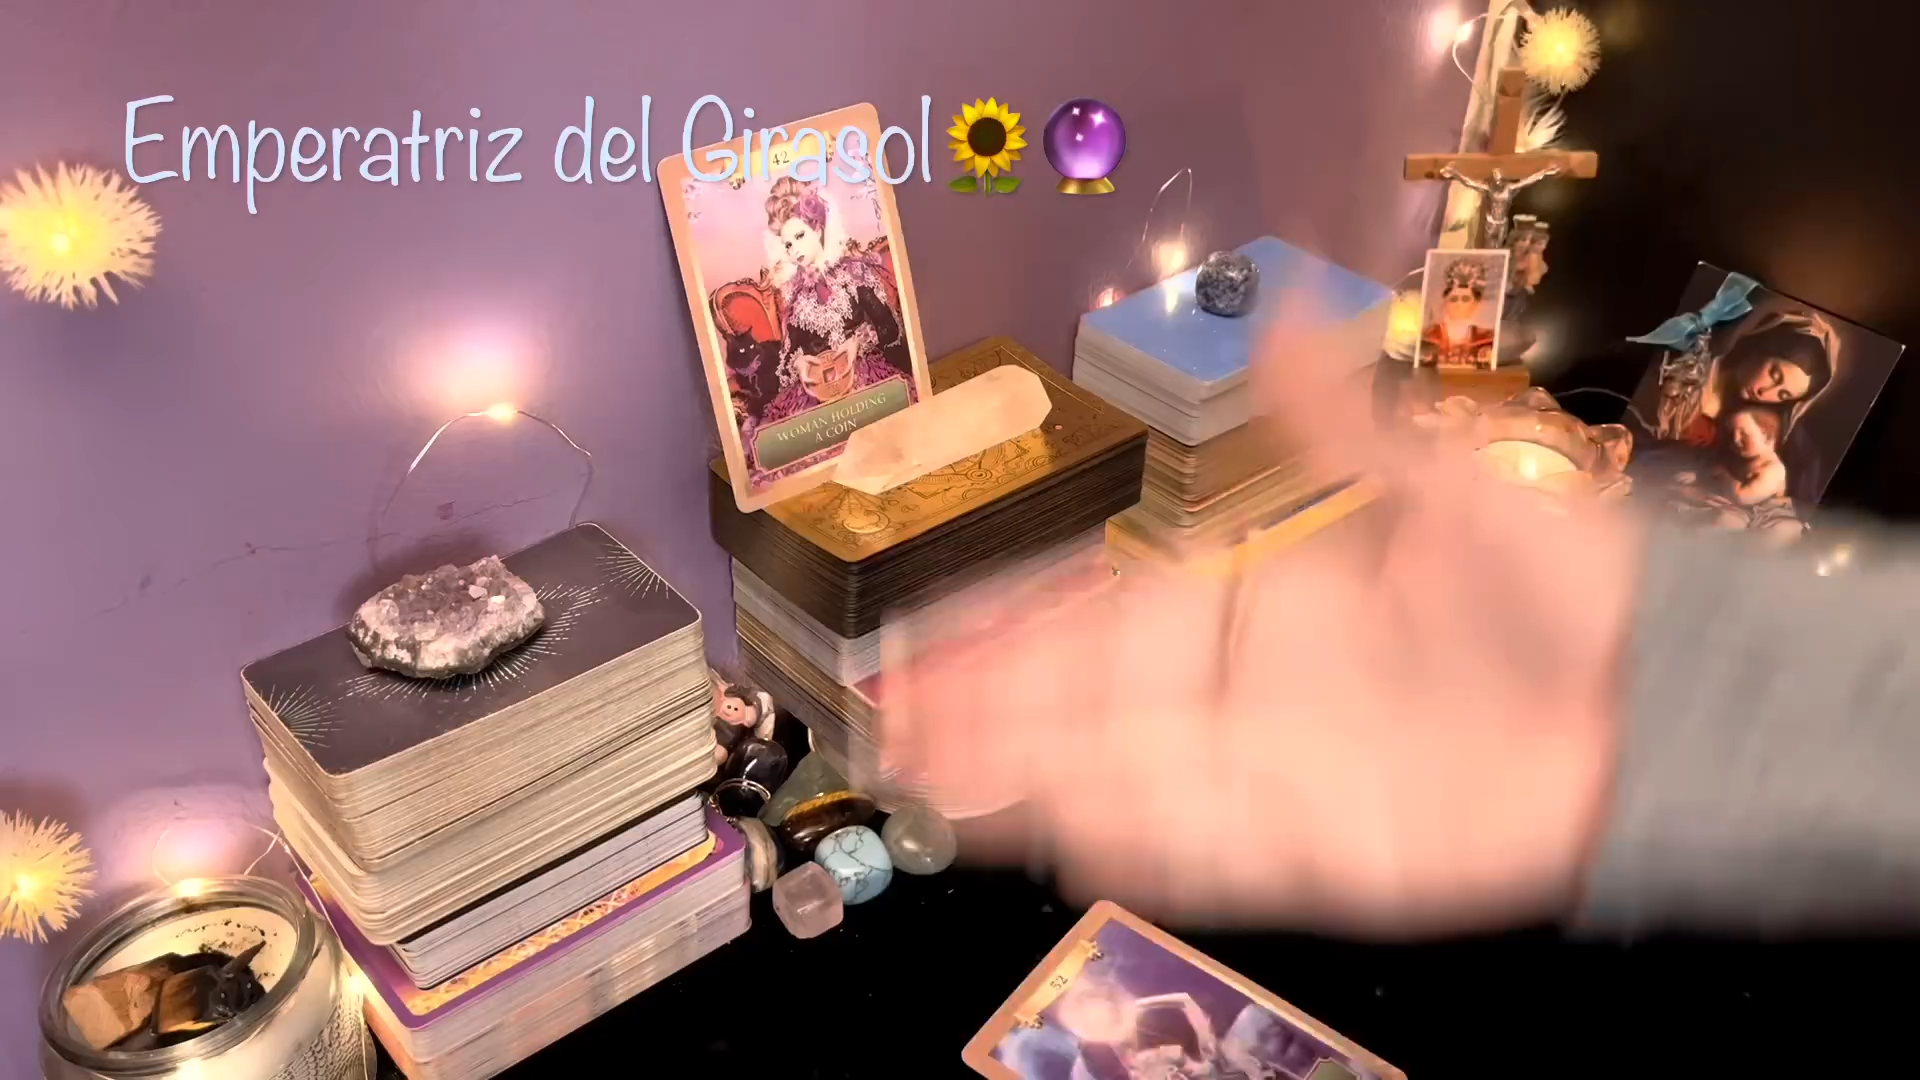 Emperatriz del Girasol🌻🔮
42
WOMAN HOLDING
A COIN
52